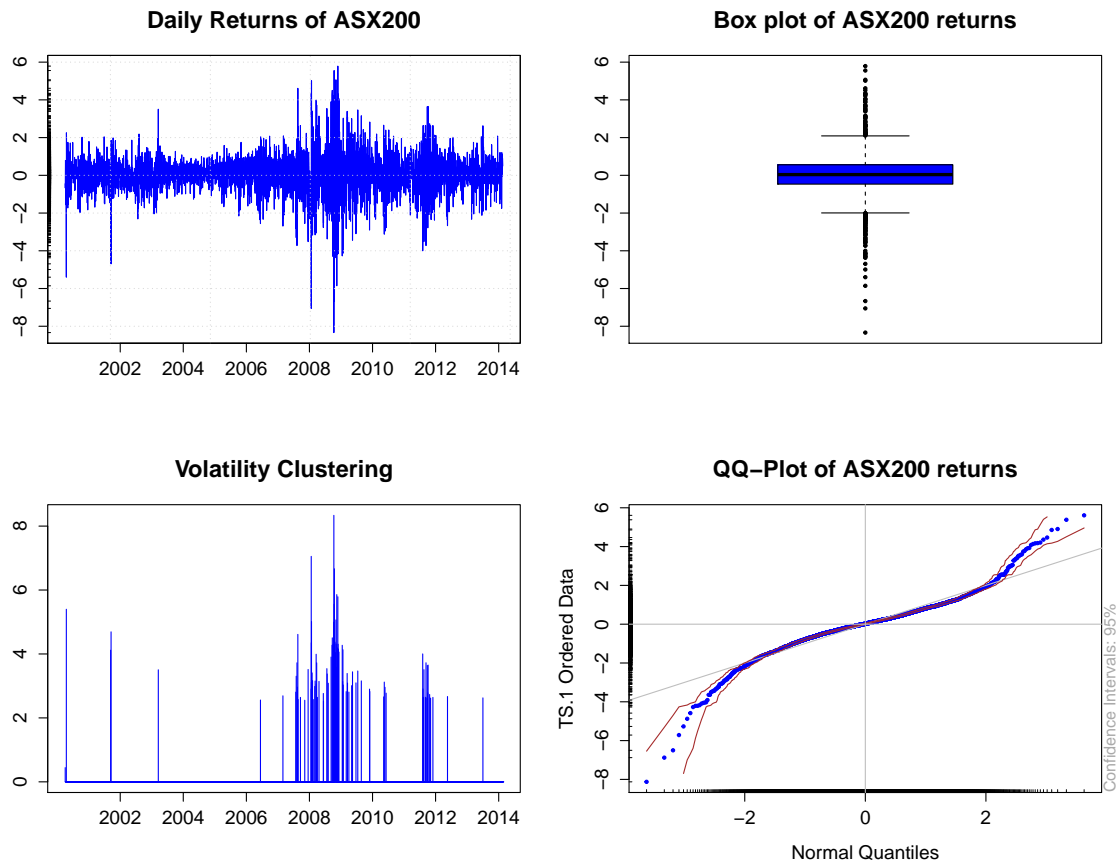 Daily Returns of ASX200
6
4
2
0
−2
−4
−6
−8
2002 2004 2006 2008 2010 2012 2014
Box plot of ASX200 returns
6
4
2
0
−2
−4
−6
−8
Volatility Clustering
8
6
4
2
0
2002 2004 2006 2008 2010 2012 2014
QQ−Plot of ASX200 returns
TS.1 Ordered Data
6
4
2
0
−2
−4
−6
−8
−2 0 2
Normal Quantiles
Confidence Intervals: 95%